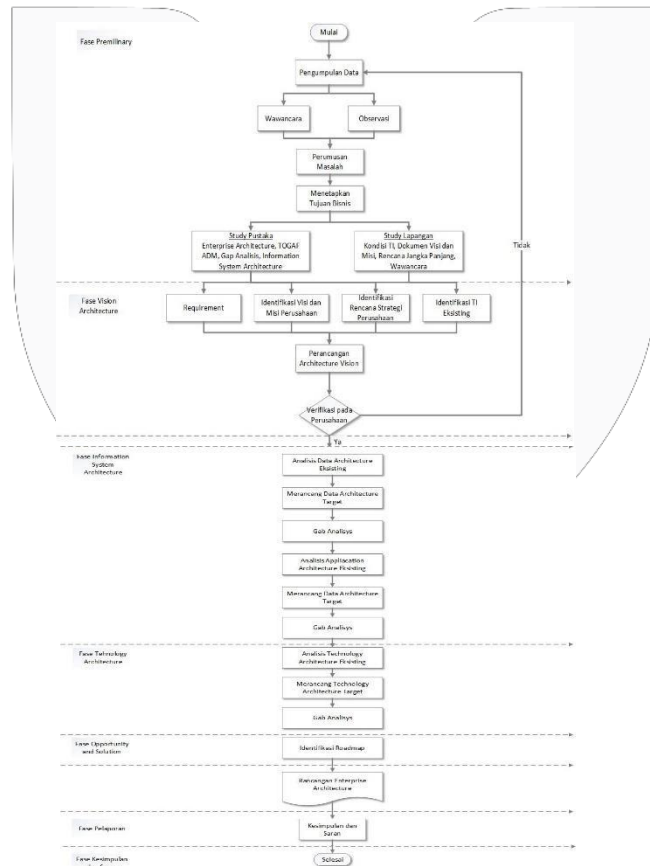 Mulai
Fase Premilinary
Pengumpulan Data
Wawancara
Observasi
Perumusan
Masalah
Menetapkan
Tujuan Bisnis
Study Pustaka
Enterprise Architecture, TOGAF
ADM, Gap Analisis, Information
System Architecture
Study Lapangan
Kondisi TI, Dokumen Visi dan
Misi, Rencana Jangka Panjang,
Wawancara
Tidak
Fase Vision
Architecture
Requirement
Identifikasi Visi dan
Misi Perusahaan
Identifikasi
Rencana Strategi
Perusahaan
Identifikasi TI
Eksisting
Perancangan
Architecture Vision
Verifikasi pada
Perusahaan
Ya
Fase Information
System
Architecture
Analisis Data Architecture
Eksisting
Merancang Data Architecture
Target
Gab Analisys
Analisis Application
Architecture Eksisting
Merancang Data Architecture
Target
Gab Analisys
Fase Tehnology
Architecture
Analisis Technology
Architecture Eksisting
Merancang Technology
Architecture Target
Gab Analisys
Fase Opportunity
and Solution
Identifikasi Roadmap
Rancangan Enterprise
Architecture
Fase Pelaporan
Kesimpulan dan
Saran
Fase Kesimpulan
Selesai